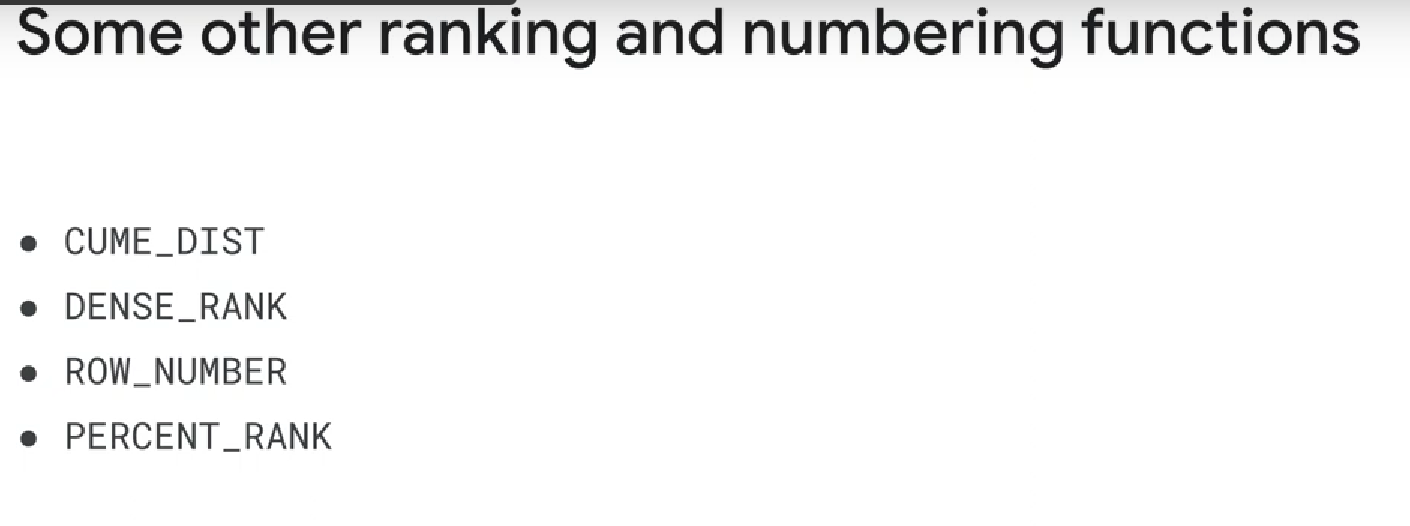 Some other ranking and numbering functions
● CUME_DIST
● DENSE_RANK
● ROW_NUMBER
● PERCENT_RANK